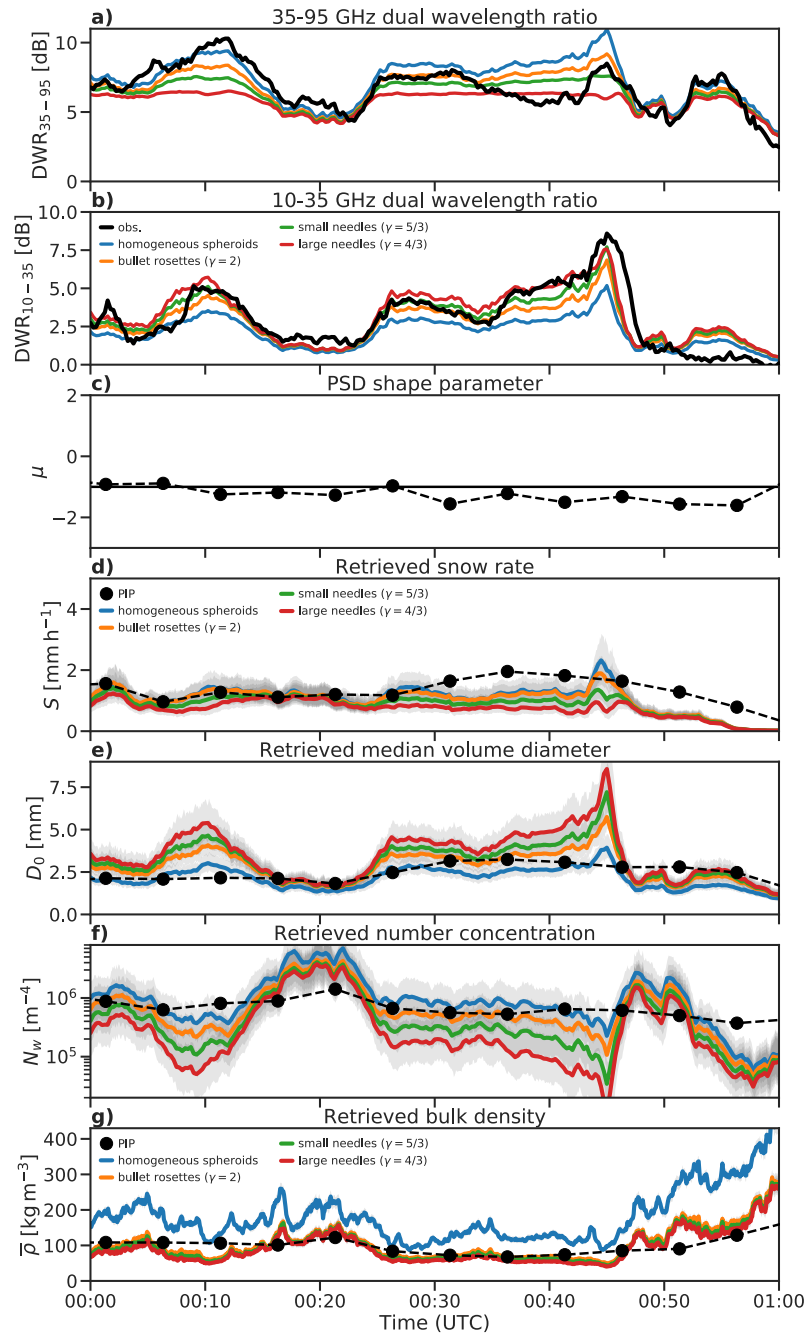 a) 35-95 GHz dual wavelength ratio
10
5
0
DWR35−95 [dB]
b) 10-35 GHz dual wavelength ratio
10.0
7.5
5.0
2.5
0.0
DWR10−35 [dB]
obs.
homogeneous spheroids
bullet rosettes (γ = 2)
small needles (γ = 5/3)
large needles (γ = 4/3)
c) PSD shape parameter
2
0
−2
μ
d) Retrieved snow rate
4
2
0
S [mm h−1]
PIP
homogeneous spheroids
bullet rosettes (γ = 2)
small needles (γ = 5/3)
large needles (γ = 4/3)
e) Retrieved median volume diameter
7.5
5.0
2.5
0.0
D0 [mm]
f) Retrieved number concentration
10^6
10^5
Nw [m−4]
g) Retrieved bulk density
400
300
200
100
0
ρ [kg m−3]
PIP
homogeneous spheroids
bullet rosettes (γ = 2)
small needles (γ = 5/3)
large needles (γ = 4/3)
00:00 00:10 00:20 00:30 00:40 00:50 01:00
Time (UTC)